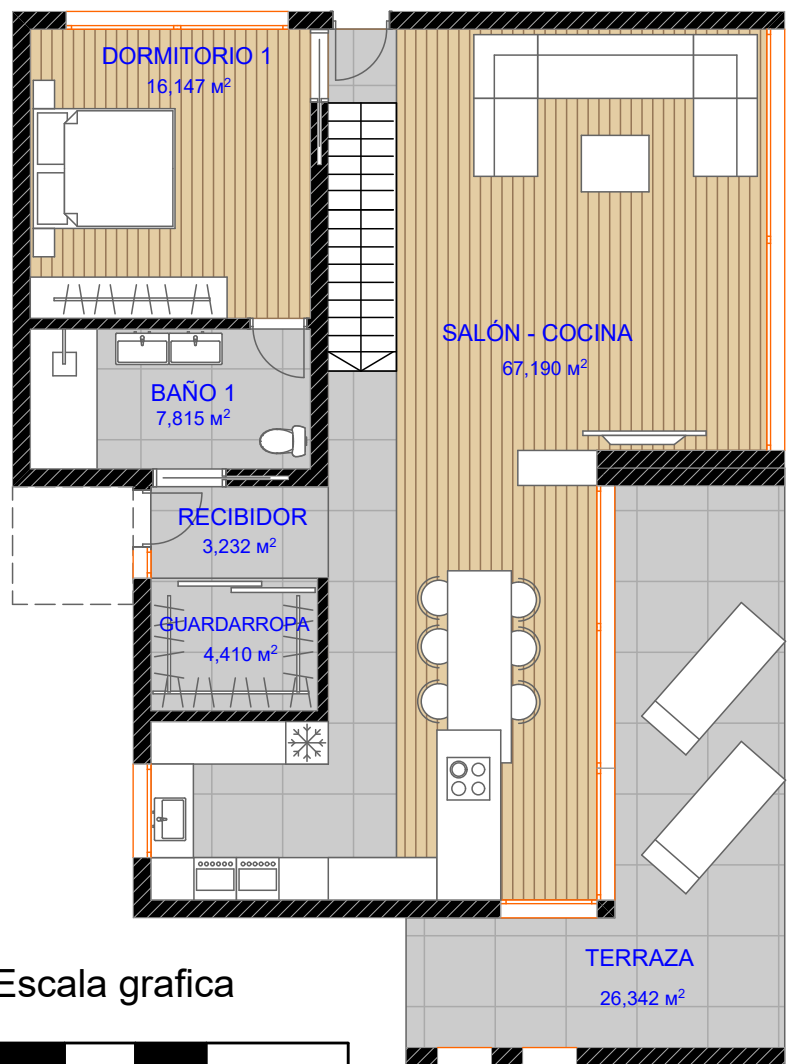 DORMITORIO 1
16,147 м²
SALÓN - COCINA
67,190 м²
BAÑO 1
7,815 м²
RECIBIDOR
3,232 м²
GUARDARROPA
4,410 м²
TERRAZA
26,342 м²
Escala grafica